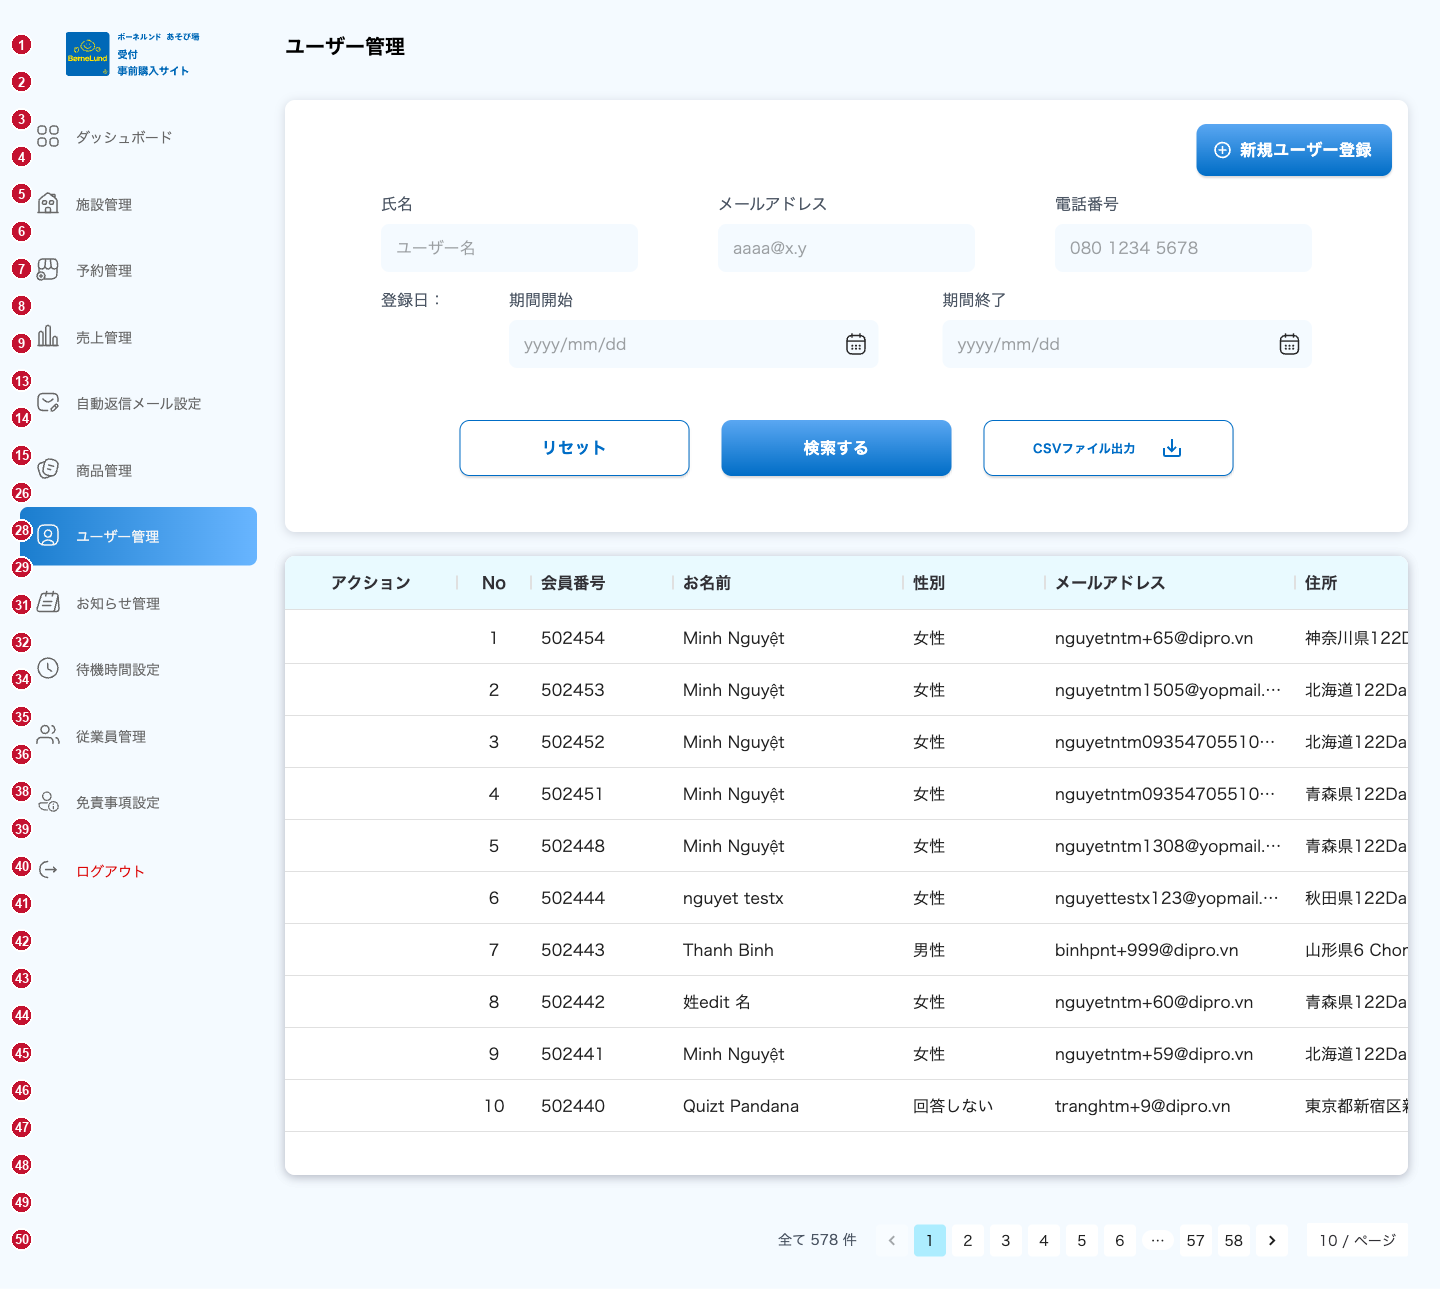 1
2
3
4
5
6
7
8
9
13
14
15
26
28
29
31
32
34
35
36
38
39
40
41
42
43
44
45
46
47
48
49
50
BørneLund
ボーネルンド あそび場
受付
事前購入サイト
ダッシュボード
施設管理
予約管理
売上管理
自動返信メール設定
商品管理
ユーザー管理
お知らせ管理
待機時間設定
従業員管理
免責事項設定
ログアウト
ユーザー管理
新規ユーザー登録
氏名 メールアドレス 電話番号
ユーザー名 aaaa@x.y 080 1234 5678
登録日： 期間開始 期間終了
yyyy/mm/dd yyyy/mm/dd
リセット 検索する CSVファイル出力
アクション No 会員番号 お名前 性別 メールアドレス 住所
1 502454 Minh Nguyệt 女性 nguyetntm+65@dipro.vn 神奈川県122D
2 502453 Minh Nguyệt 女性 nguyetntm1505@yopmail.… 北海道122Da
3 502452 Minh Nguyệt 女性 nguyetntm09354705510… 北海道122Da
4 502451 Minh Nguyệt 女性 nguyetntm09354705510… 青森県122Da
5 502448 Minh Nguyệt 女性 nguyetntm1308@yopmail.… 青森県122Da
6 502444 nguyet testx 女性 nguyettestx123@yopmail.… 秋田県122Da
7 502443 Thanh Binh 男性 binhpnt+999@dipro.vn 山形県6 Chor
8 502442 姓edit 名 女性 nguyetntm+60@dipro.vn 青森県122Da
9 502441 Minh Nguyệt 女性 nguyetntm+59@dipro.vn 北海道122Da
10 502440 Quizt Pandana 回答しない tranghtm+9@dipro.vn 東京都新宿区
全て 578 件 1 2 3 4 5 6 … 57 58 10 / ページ